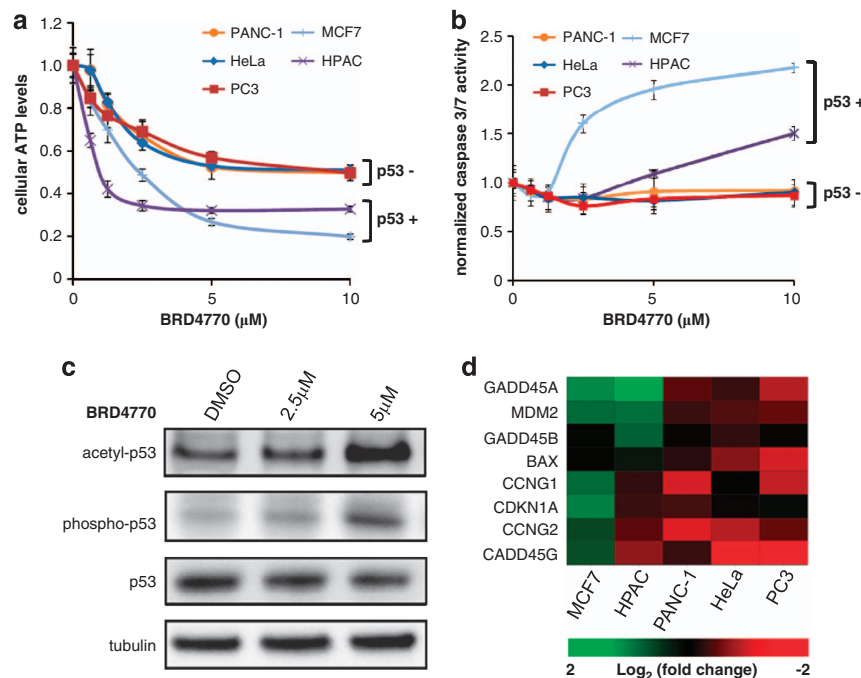 a
1.2
1.0
0.8
0.6
0.4
0.2
0
cellular ATP levels
0
5
10
BRD4770 (μM)
PANC-1
MCF7
HeLa
HPAC
PC3
p53 -
p53 +
b
2.5
2.0
1.5
1.0
0.5
0
normalized caspase 3/7 activity
0
5
10
BRD4770 (μM)
PANC-1
MCF7
HeLa
HPAC
PC3
p53 +
p53 -
c
BRD4770
DMSO
2.5μM
5μM
acetyl-p53
phospho-p53
p53
tubulin
d
GADD45A
MDM2
GADD45B
BAX
CCNG1
CDKN1A
CCNG2
CADD45G
MCF7
HPAC
PANC-1
HeLa
PC3
2
Log2 (fold change)
-2